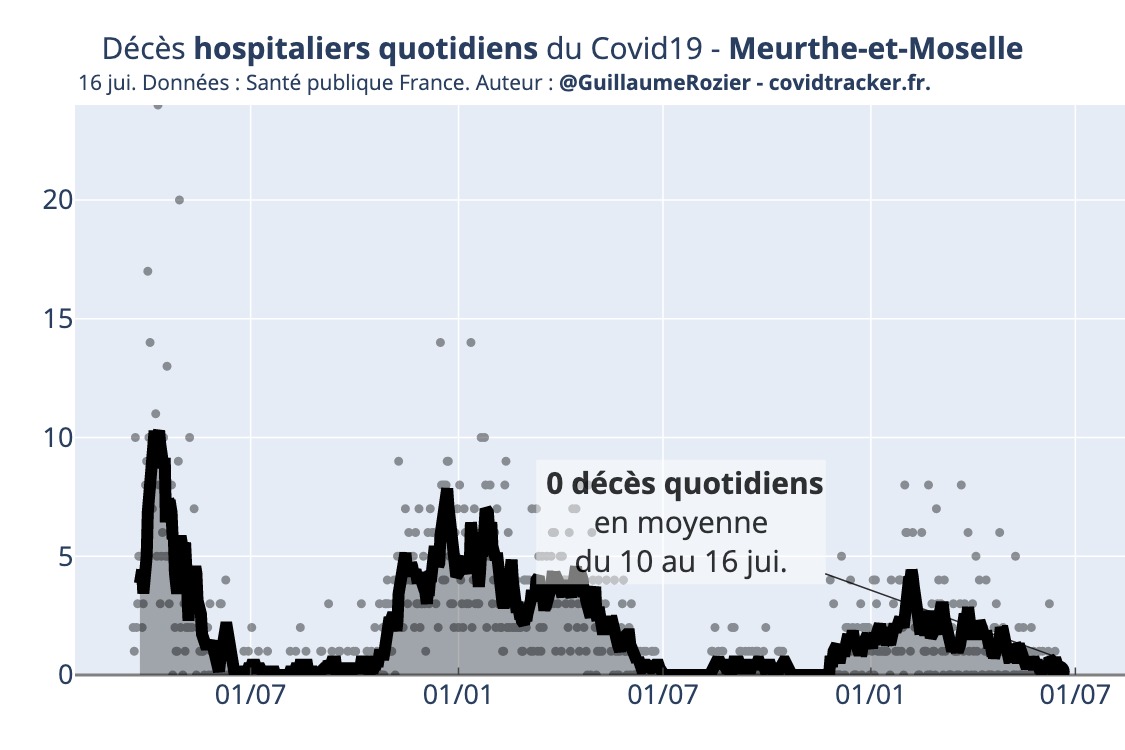 Décès hospitaliers quotidiens du Covid19 - Meurthe-et-Moselle
16 jui. Données : Santé publique France. Auteur : @GuillaumeRozier - covidtracker.fr.
20
15
10
5
0
0 décès quotidiens
en moyenne
du 10 au 16 jui.
01/07 01/01 01/07 01/01 01/07